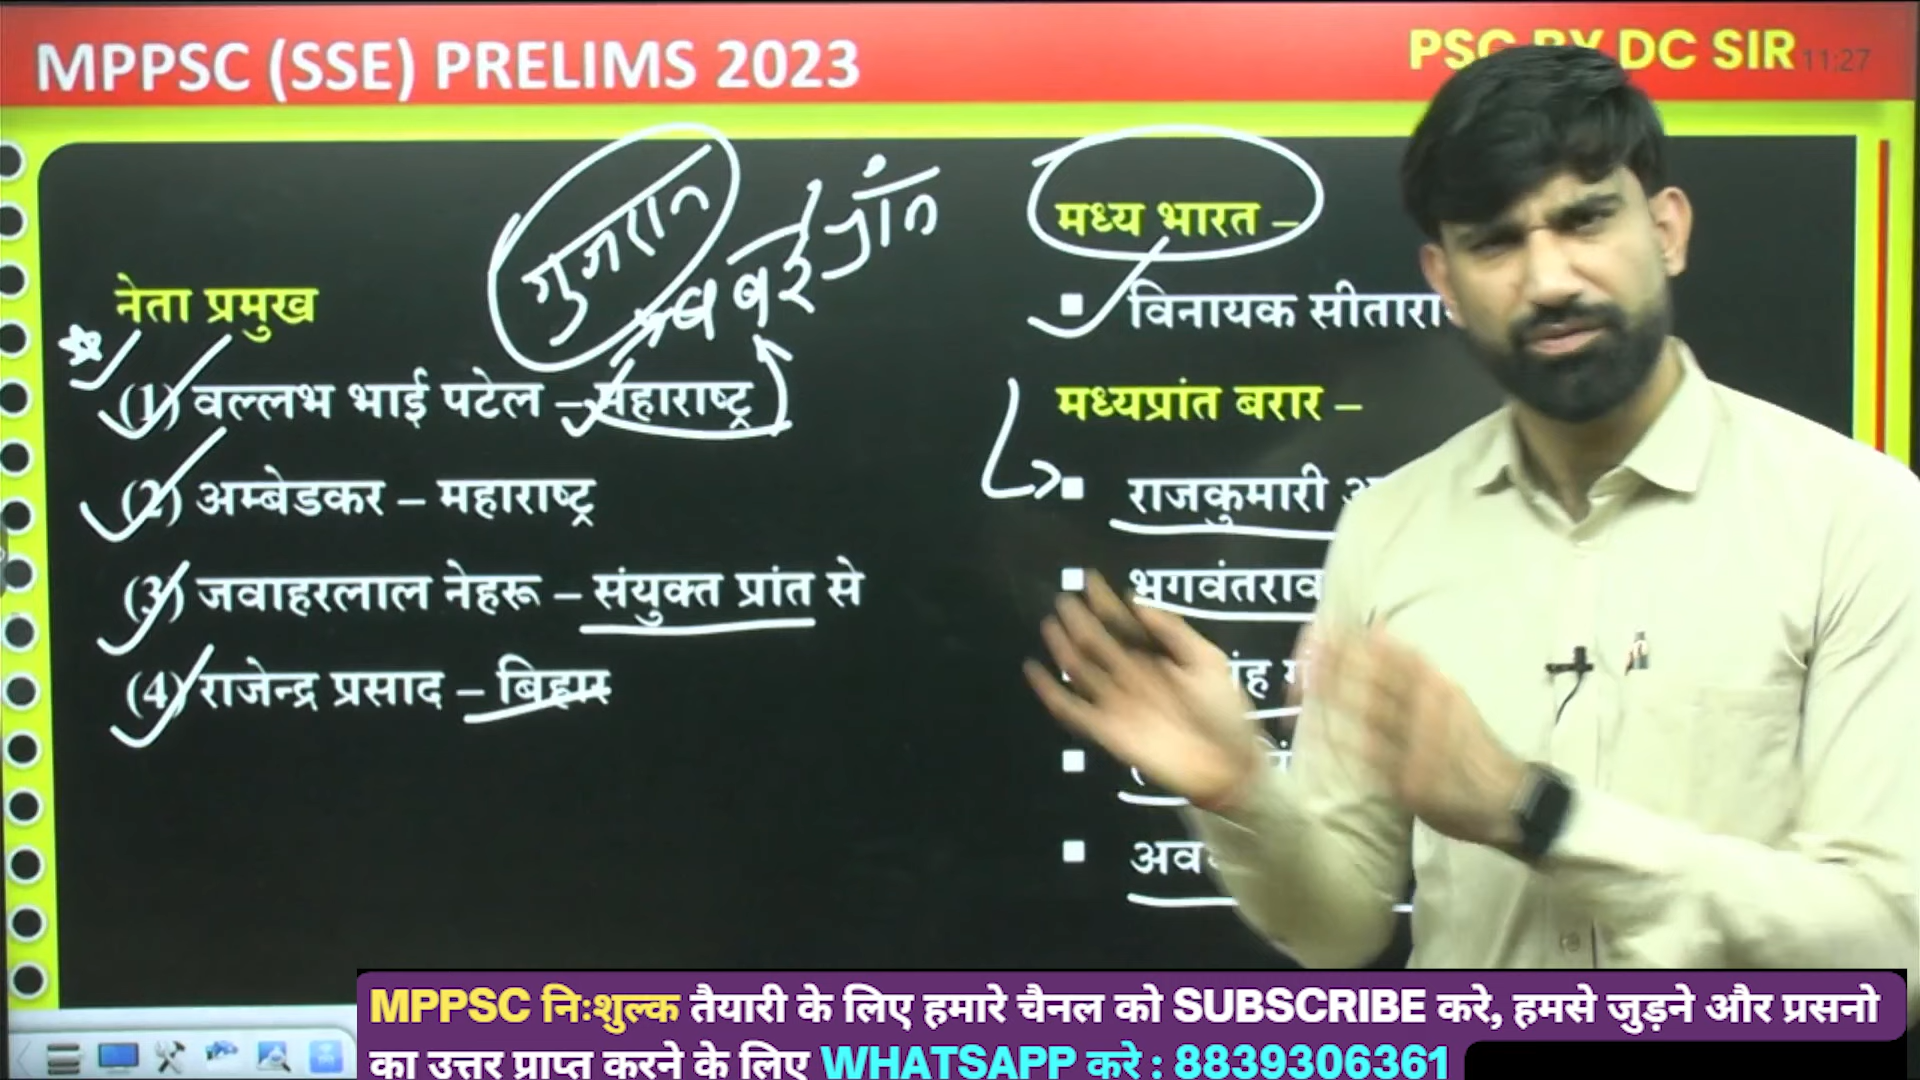 MPPSC (SSE) PRELIMS 2023
PSC BY DC SIR
11:27
नेता प्रमुख
(1) वल्लभ भाई पटेल – महाराष्ट्र
(2) अम्बेडकर – महाराष्ट्र
(3) जवाहरलाल नेहरू – संयुक्त प्रांत से
(4) राजेन्द्र प्रसाद – बिहार
गुजरात
बंबई प्रांत
मध्य भारत –
विनायक
मध्यप्रांत बरार –
राजकुमारी
भगवंतराव
MPPSC नि:शुल्क तैयारी के लिए हमारे चैनल को SUBSCRIBE करे, हमसे जुड़ने और प्रसनो
का उत्तर प्राप्त करने के लिए WHATSAPP करे : 8839306361